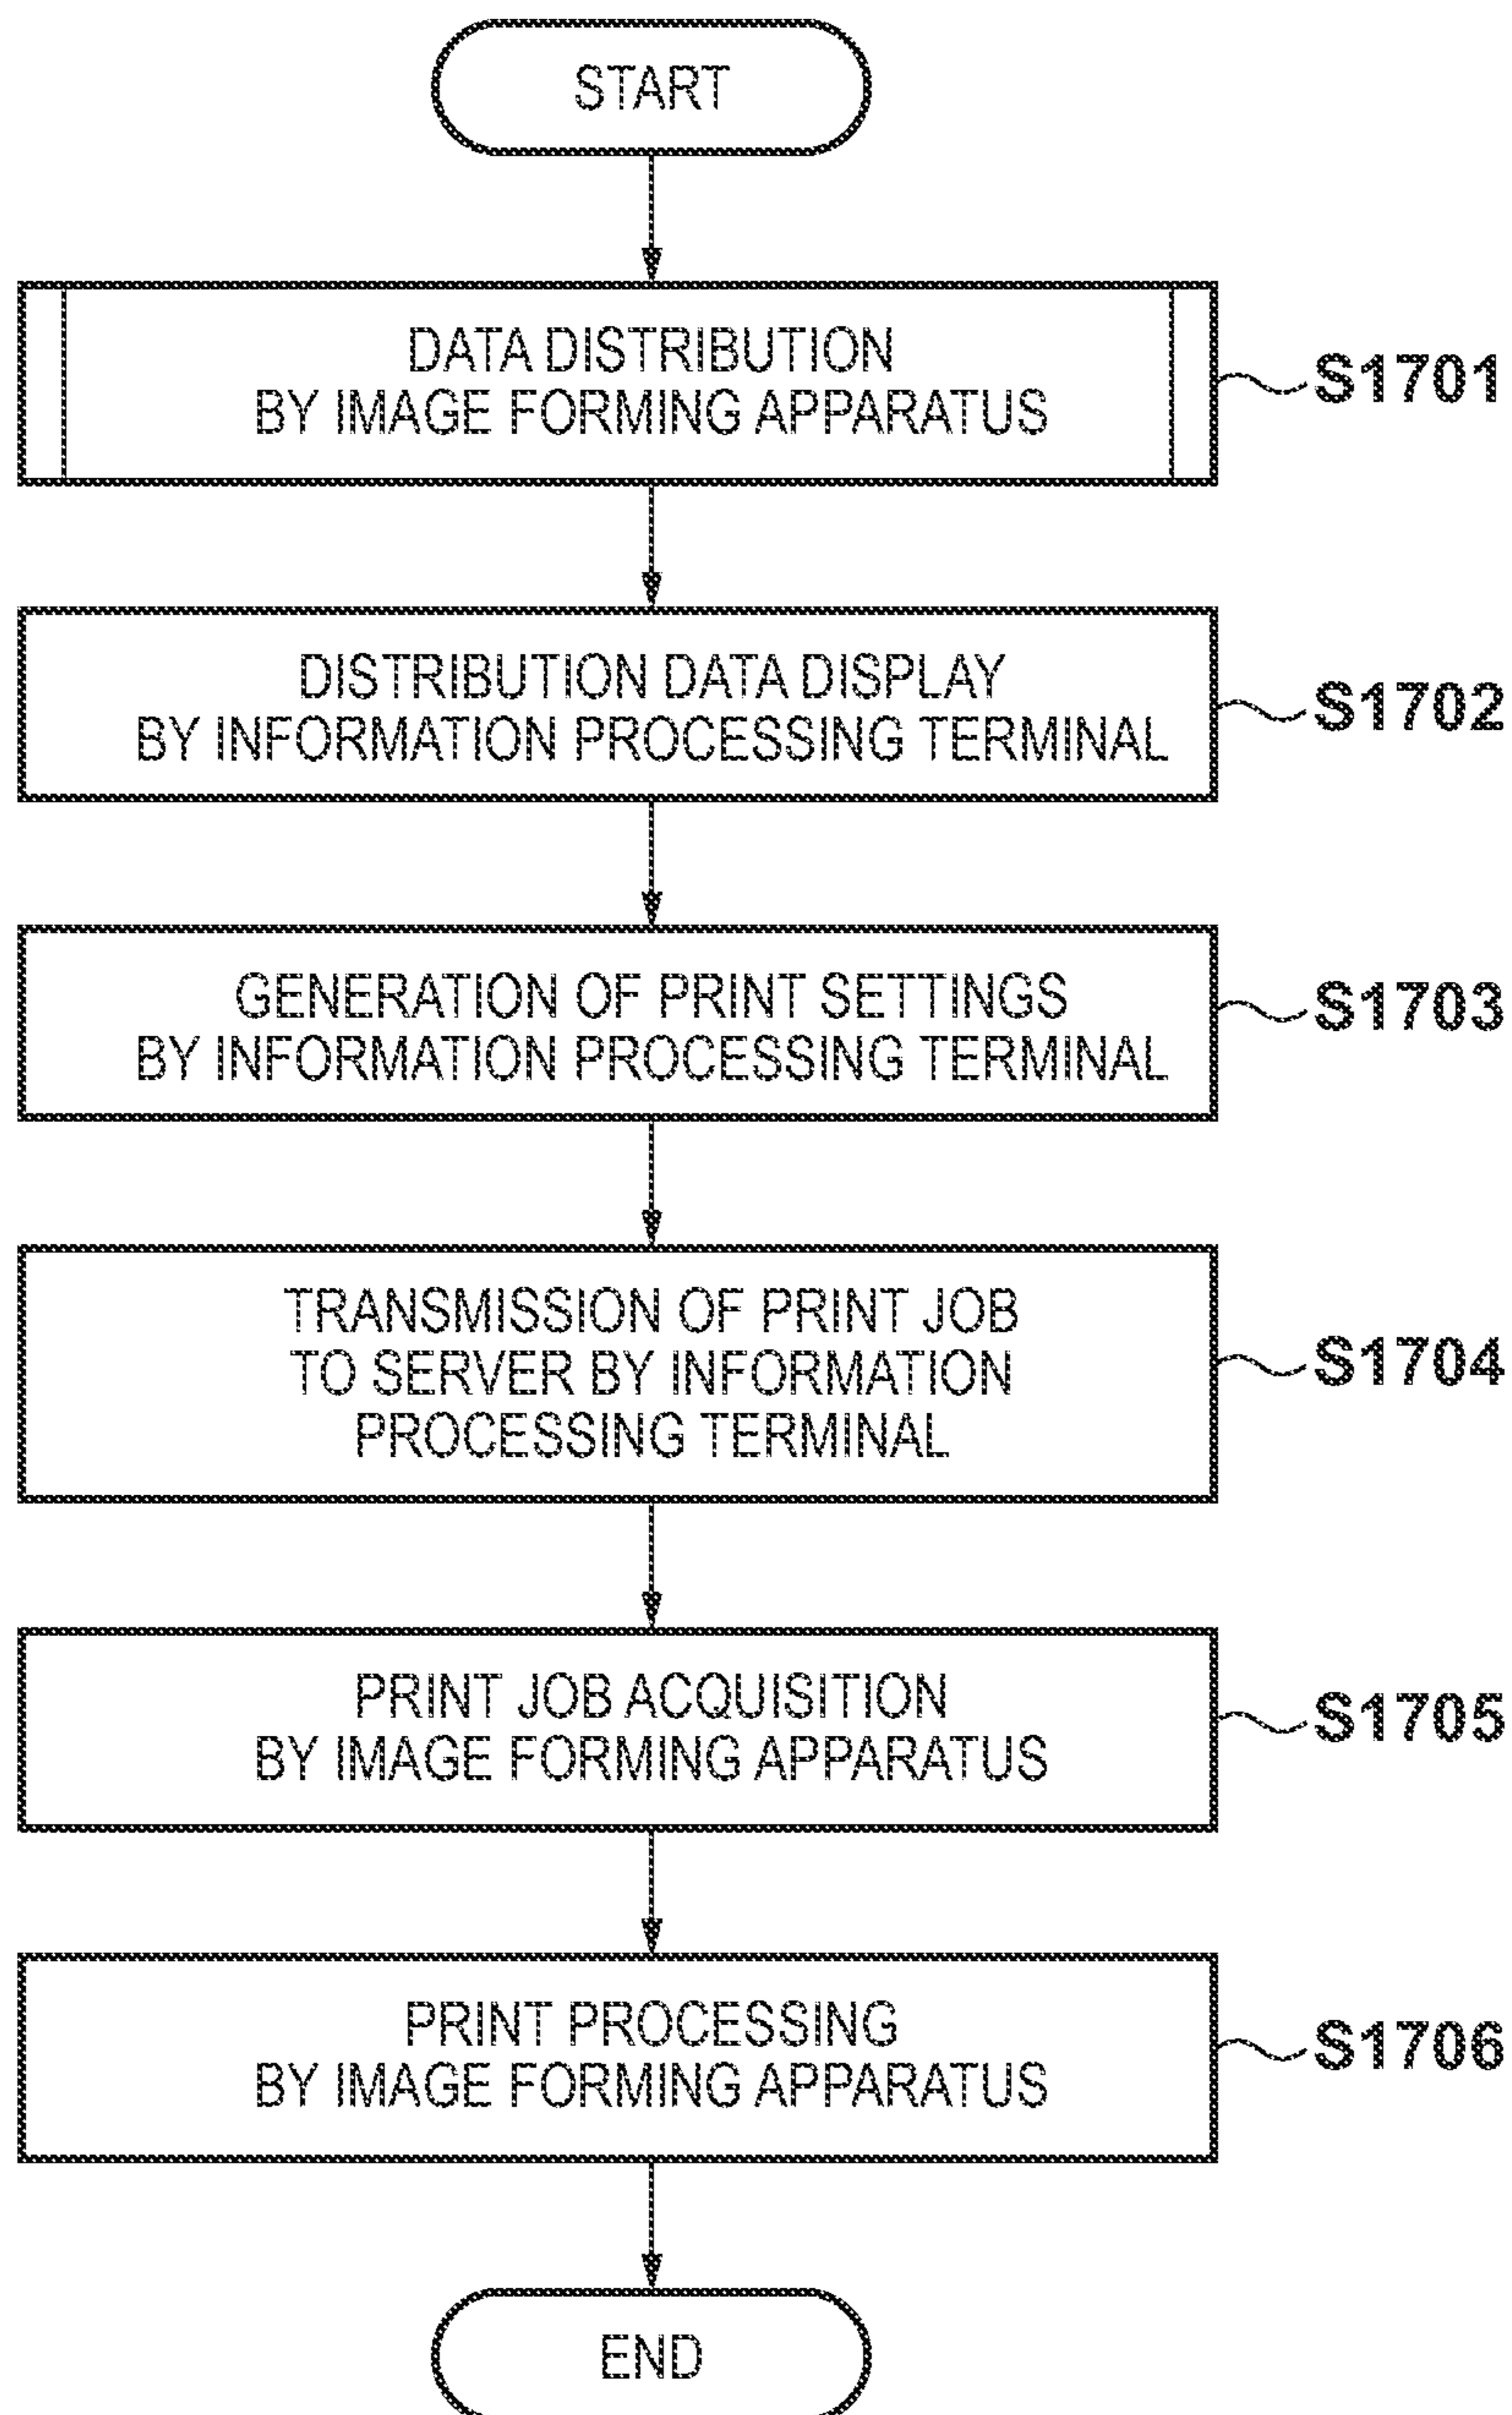 START
DATA DISTRIBUTION
BY IMAGE FORMING APPARATUS
S1701
DISTRIBUTION DATA DISPLAY
BY INFORMATION PROCESSING TERMINAL
S1702
GENERATION OF PRINT SETTINGS
BY INFORMATION PROCESSING TERMINAL
S1703
TRANSMISSION OF PRINT JOB
TO SERVER BY INFORMATION
PROCESSING TERMINAL
S1704
PRINT JOB ACQUISITION
BY IMAGE FORMING APPARATUS
S1705
PRINT PROCESSING
BY IMAGE FORMING APPARATUS
S1706
END